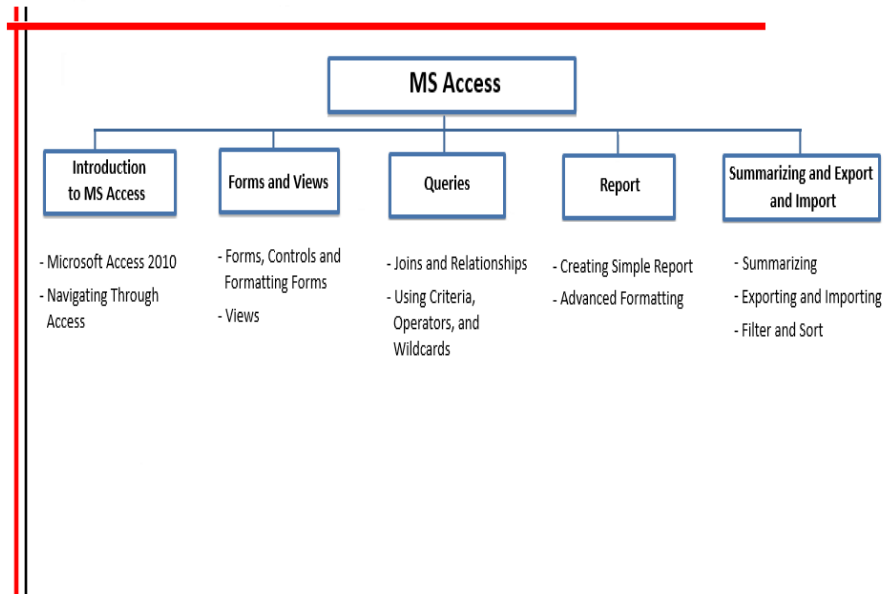 MS Access
Introduction
to MS Access
- Microsoft Access 2010
- Navigating Through
Access
Forms and Views
- Forms, Controls and
Formatting Forms
- Views
Queries
- Joins and Relationships
- Using Criteria,
Operators, and
Wildcards
Report
- Creating Simple Report
- Advanced Formatting
Summarizing and Export
and Import
- Summarizing
- Exporting and Importing
- Filter and Sort